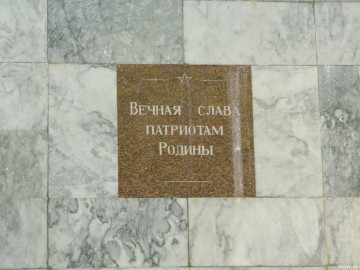 Вечная слава
патриотам
Родины